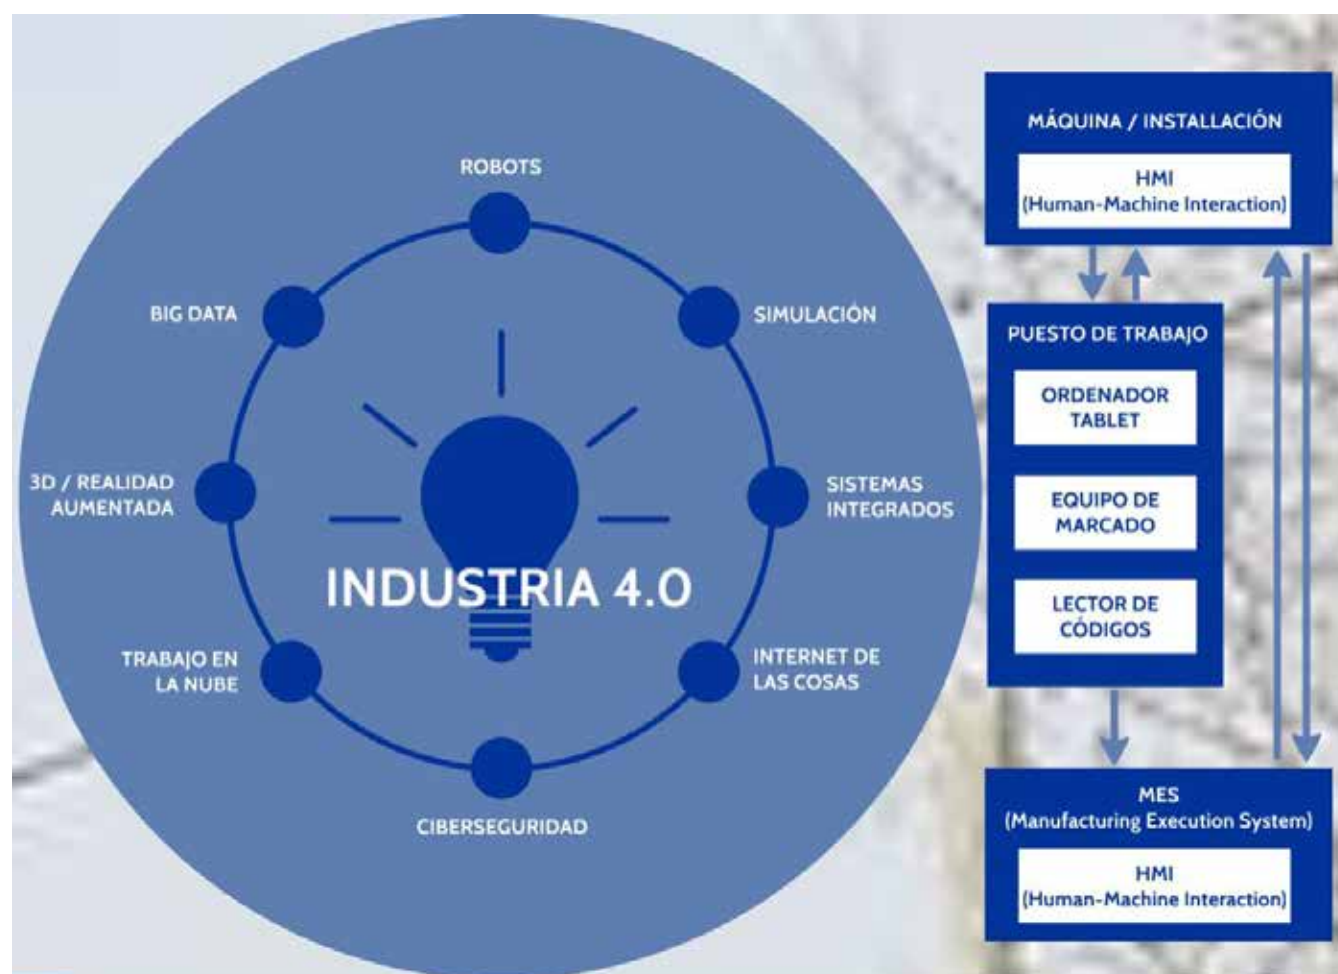 ROBOTS
BIG DATA
SIMULACIÓN
3D / REALIDAD
AUMENTADA
SISTEMAS
INTEGRADOS
INDUSTRIA 4.0
TRABAJO EN
LA NUBE
INTERNET DE
LAS COSAS
CIBERSEGURIDAD
MÁQUINA / INSTALLACIÓN
HMI
(Human-Machine Interaction)
PUESTO DE TRABAJO
ORDENADOR
TABLET
EQUIPO DE
MARCADO
LECTOR DE
CÓDIGOS
MES
(Manufacturing Execution System)
HMI
(Human-Machine Interaction)